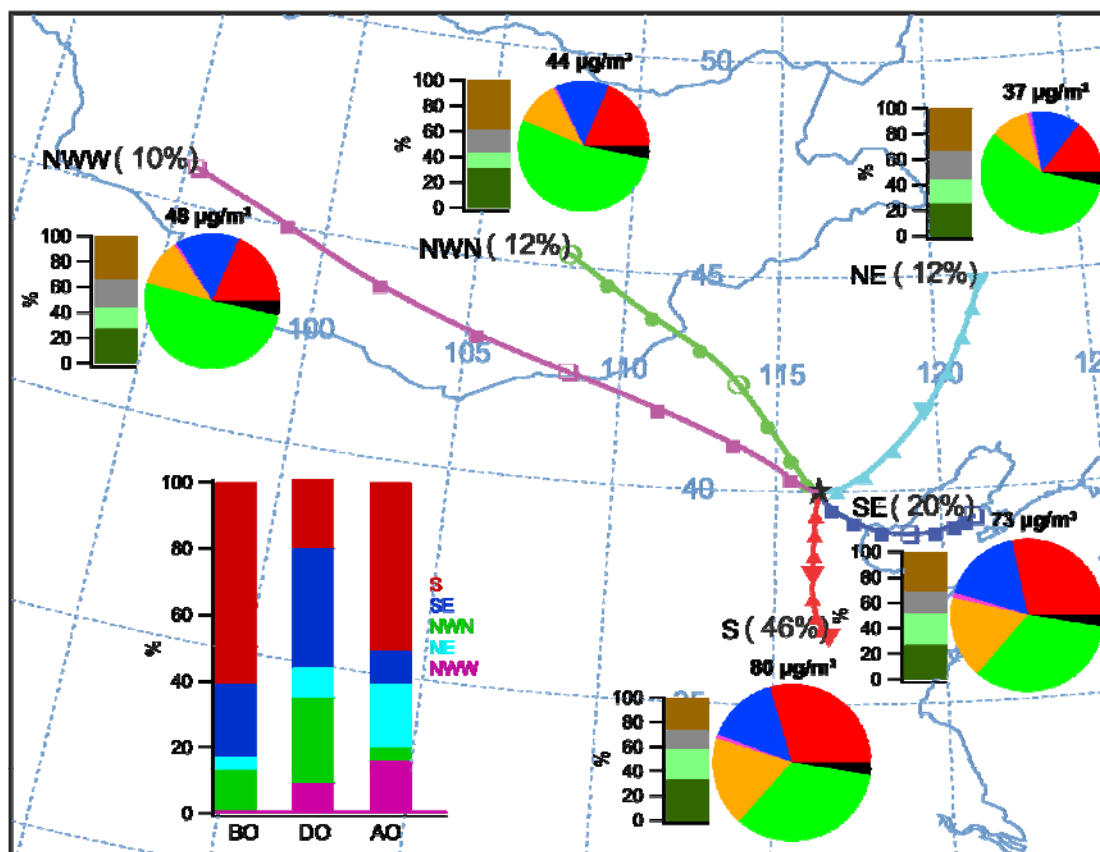 44 µg/m³
50
37 µg/m³
100
80
60
40
20
0
%
100
80
60
40
20
0
%
NWW ( 10%)
48 µg/m³
100
80
60
40
20
0
%
NWN ( 12%)
45
NE ( 12%)
100
105
110
115
120
40
SE ( 20%)
73 µg/m³
100
80
60
40
20
0
%
S ( 46%)
80 µg/m³
100
80
60
40
20
0
%
100
80
60
40
20
0
%
S
SE
NWN
NE
NWW
BO
DO
AO